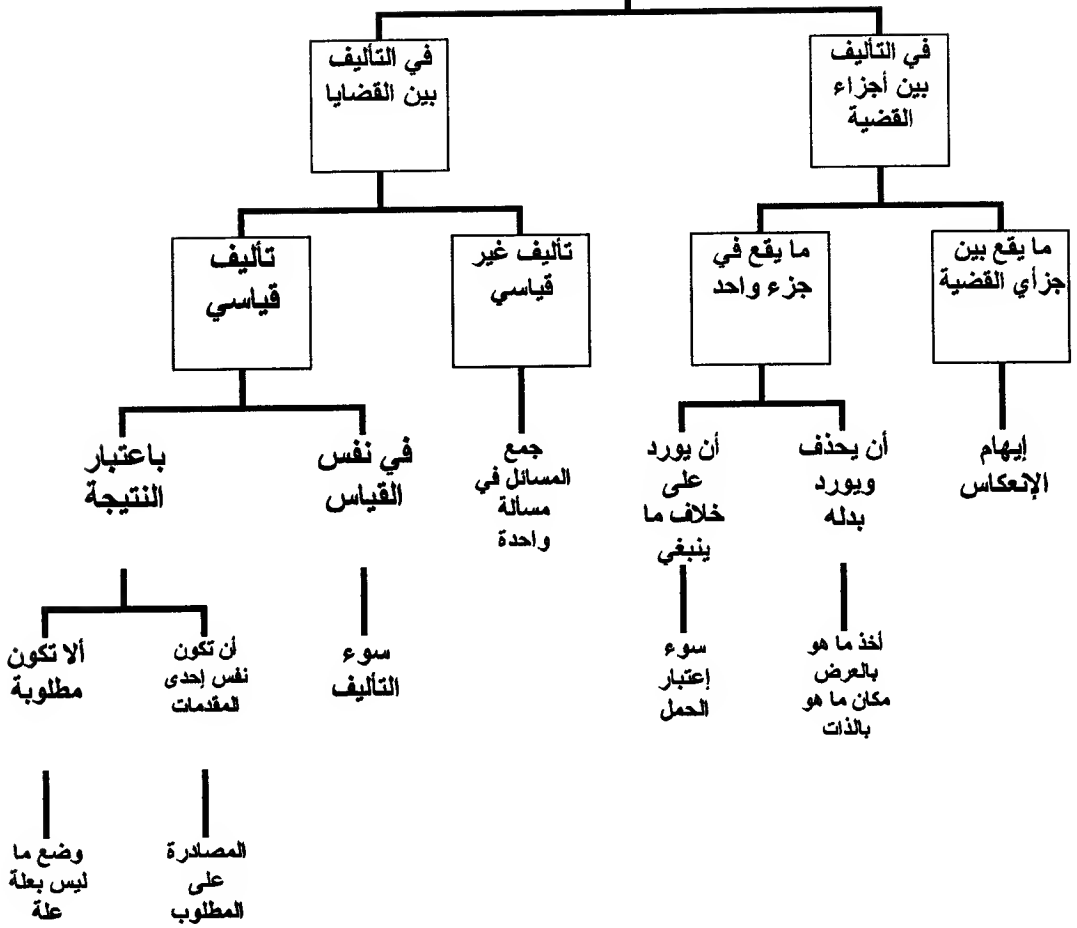 في التأليف
بين أجزاء
القضية
في التأليف
بين القضايا
ما يقع بين
جزأي القضية
ما يقع في
جزء واحد
تأليف غير
قياسي
تأليف
قياسي
إيهام
الإنعكاس
أن يحذف
ويورد
بدله
أن يورد
على
خلاف ما
ينبغي
جمع
المسائل في
مسألة
واحدة
في نفس
القياس
باعتبار
النتيجة
أخذ ما هو
بالعرض
مكان ما هو
بالذات
سوء
إعتبار
الحمل
سوء
التأليف
أن تكون
نفس إحدى
المقدمات
ألا تكون
مطلوبة
المصادرة
على
المطلوب
وضع ما
ليس بعلة
علة